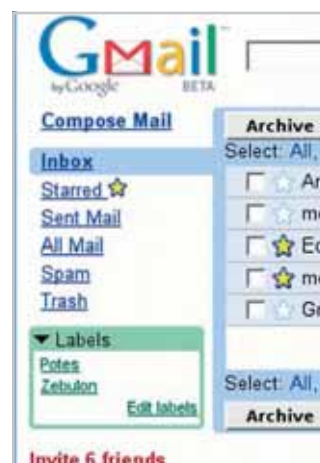 Gmail
by Google BETA
Compose Mail
Archive
Select: All,
Inbox
Starred
Sent Mail
All Mail
Spam
Trash
Labels
Potes
Zebulon
Edit labels
Select: All,
Archive
Invite 6 friends